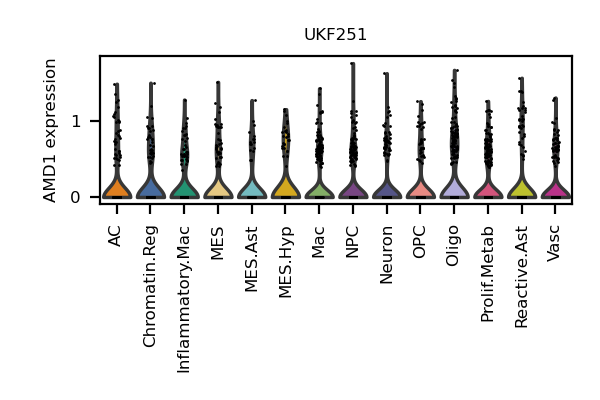 UKF251
AMD1 expression
1
0
AC
Chromatin.Reg
Inflammatory.Mac
MES
MES.Ast
MES.Hyp
Mac
NPC
Neuron
OPC
Oligo
Prolif.Metab
Reactive.Ast
Vasc